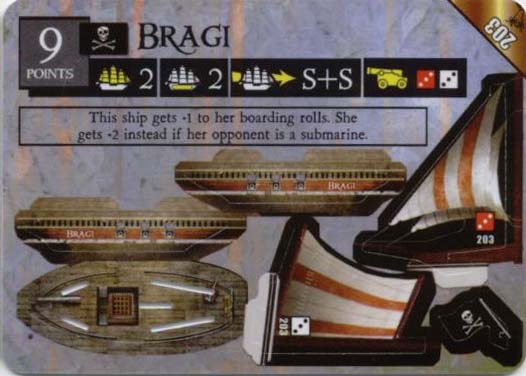 9
POINTS
BRAGI
203
2
2
S+S
This ship gets -1 to her boarding rolls. She
gets -2 instead if her opponent is a submarine.
BRAGI
BRAGI
203
203